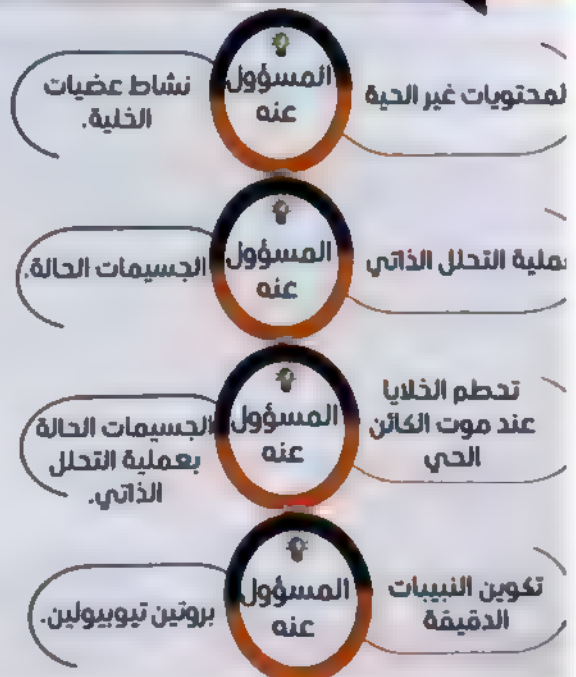 لمحتويات غير الحية
المسؤول
عنه
نشاط عضيات
الخلية.
عملية التحلل الذاتي
المسؤول
عنه
الجسيمات الحالة.
تحطم الخلايا
عند موت الكائن
الحي
المسؤول
عنه
الجسيمات الحالة
بعملية التحلل
الذاتي.
تكوين النبيبات
الدقيقة
المسؤول
عنه
بروتين تيوبيولين.